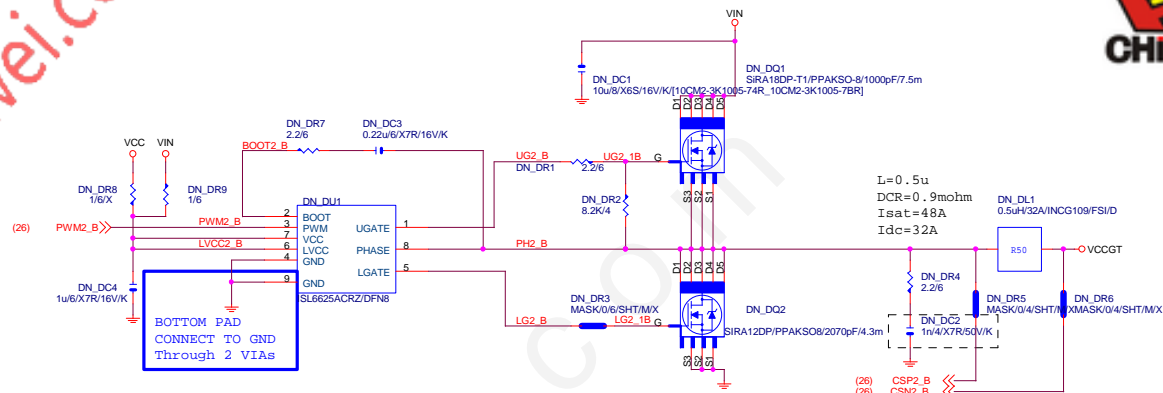 VIN
CHi
vei.c
com
DN_DC1
10u/8/X6S/16V/K/[10CM2-3K1005-74R_10CM2-3K1005-7BR]
DN_DQ1
SiRA18DP-T1/PPAKSO-8/1000pF/7.5m
D1 D2 D3 D4 D5
G
S3 S2 S1
DN_DR7
2.2/6
DN_DC3
0.22u/6/X7R/16V/K
BOOT2_B
VCC VIN
DN_DR8
1/6/X
DN_DR9
1/6
UG2_B
DN_DR1
2.2/6
UG2_1B
DN_DR2
8.2K/4
L=0.5u
DCR=0.9mohm
Isat=48A
Idc=32A
DN_DL1
0.5uH/32A/INCG109/FSI/D
R50
VCCGT
(26) PWM2_B
PWM2_B
LVCC2_B
DN_DU1
2 BOOT
3 PWM
7 VCC
6 LVCC
4 GND
9 GND
UGATE 1
PHASE 8
LGATE 5
ISL6625ACRZ/DFN8
PH2_B
DN_DC4
1u/6/X7R/16V/K
BOTTOM PAD
CONNECT TO GND
Through 2 VIAs
LG2_B
DN_DR3
MASK/0/6/SHT/M/X
LG2_1B
G
D1 D2 D3 D4 D5
DN_DQ2
SIRA12DP/PPAKSO8/2070pF/4.3m
S3 S2 S1
DN_DR4
2.2/6
DN_DC2
1n/4/X7R/50V/K
DN_DR5
MASK/0/4/SHT/M/X
DN_DR6
MASK/0/4/SHT/M/X
(26) CSP2_B
(26) CSN2_B